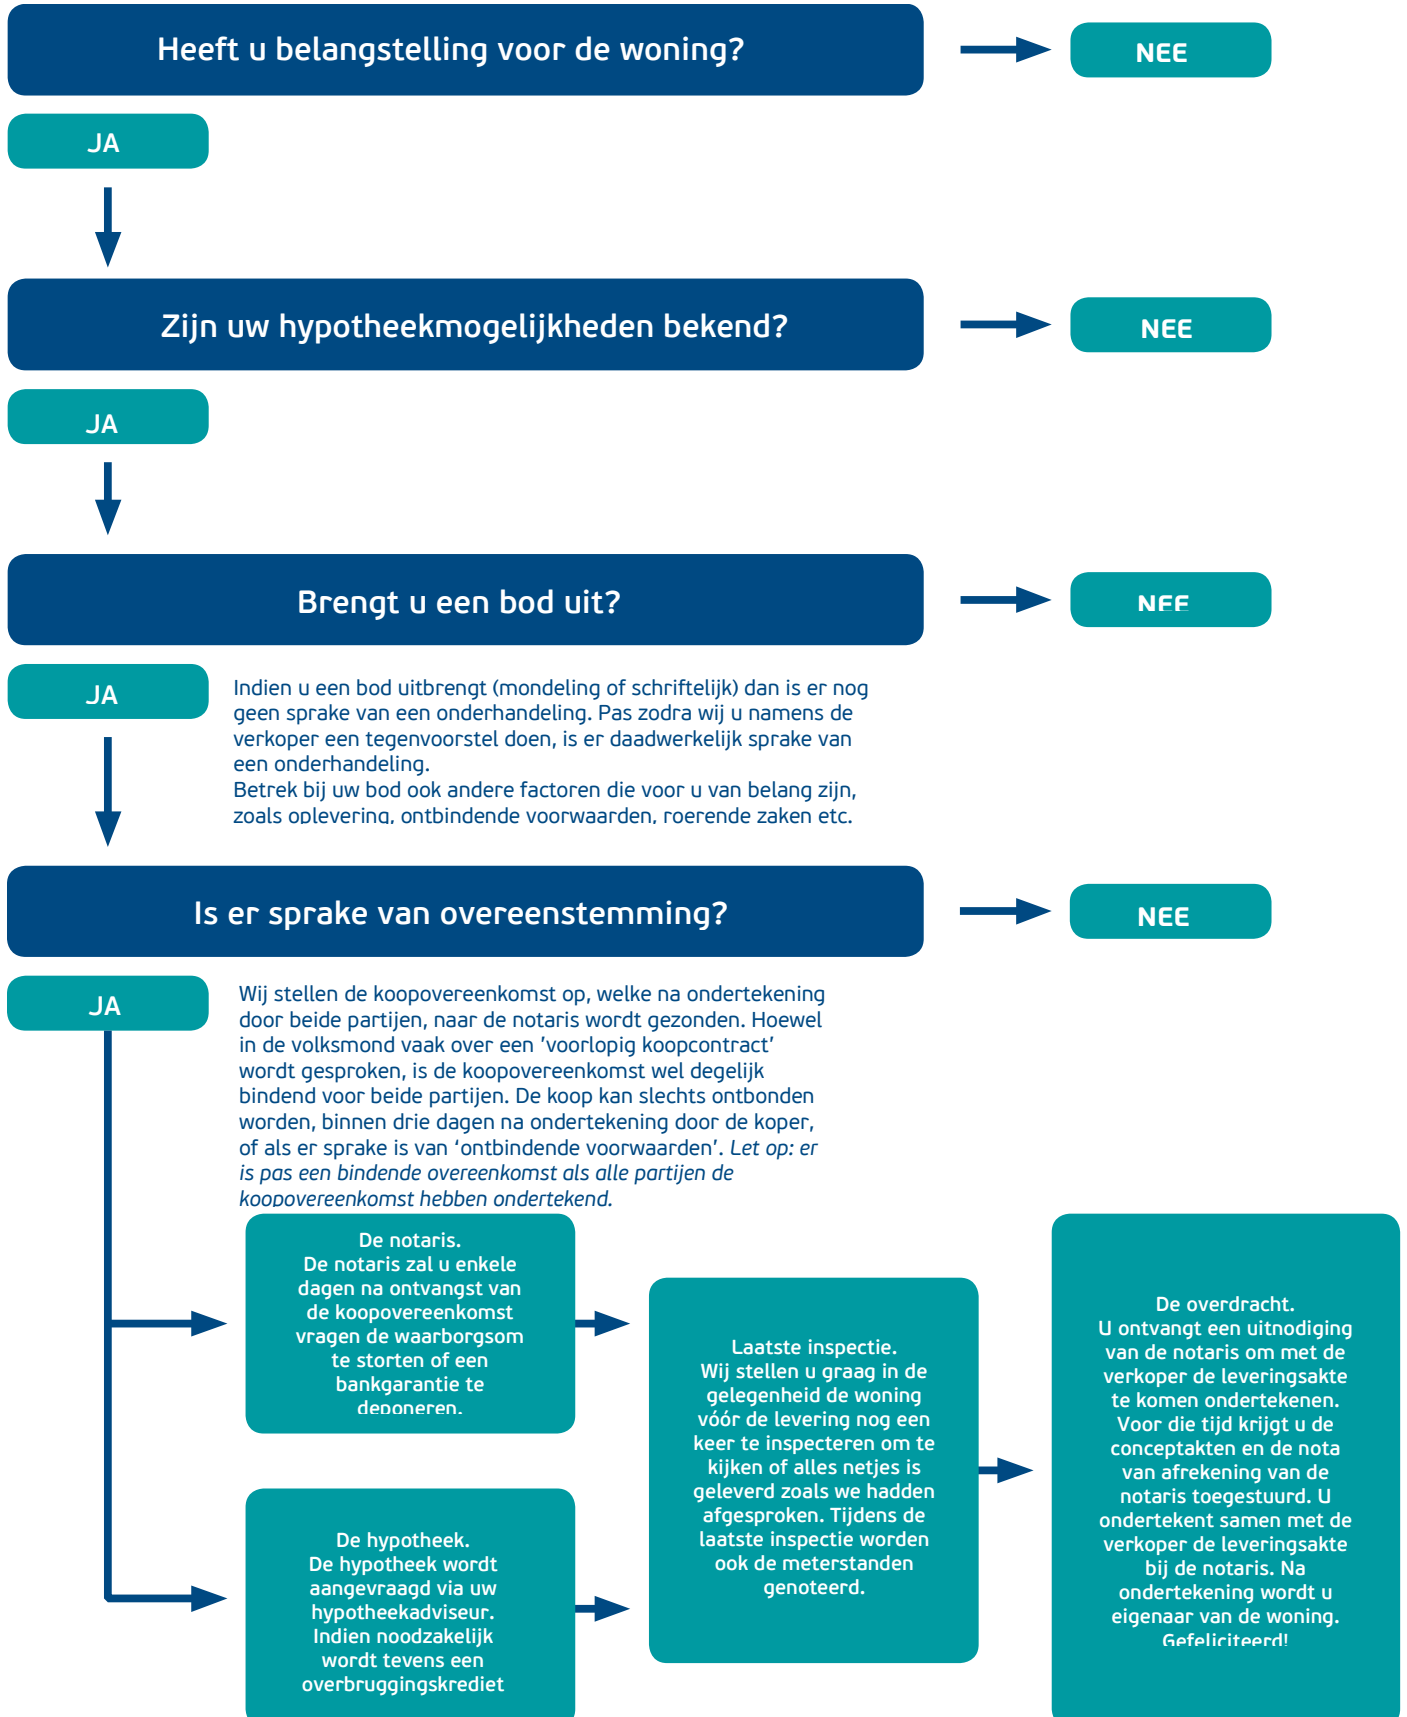 Heeft u belangstelling voor de woning?
NEE
JA
Zijn uw hypotheekmogelijkheden bekend?
NEE
JA
Brengt u een bod uit?
NEE
JA
Indien u een bod uitbrengt (mondeling of schriftelijk) dan is er nog
geen sprake van een onderhandeling. Pas zodra wij u namens de
verkoper een tegenvoorstel doen, is er daadwerkelijk sprake van
een onderhandeling.
Betrek bij uw bod ook andere factoren die voor u van belang zijn,
zoals oplevering, ontbindende voorwaarden, roerende zaken etc.
Is er sprake van overeenstemming?
NEE
JA
Wij stellen de koopovereenkomst op, welke na ondertekening
door beide partijen, naar de notaris wordt gezonden. Hoewel
in de volksmond vaak over een 'voorlopig koopcontract'
wordt gesproken, is de koopovereenkomst wel degelijk
bindend voor beide partijen. De koop kan slechts ontbonden
worden, binnen drie dagen na ondertekening door de koper,
of als er sprake is van ‘ontbindende voorwaarden’. Let op: er
is pas een bindende overeenkomst als alle partijen de
koopovereenkomst hebben ondertekend.
De notaris.
De notaris zal u enkele
dagen na ontvangst van
de koopovereenkomst
vragen de waarborgsom
te storten of een
bankgarantie te
deponeren.
De hypotheek.
De hypotheek wordt
aangevraagd via uw
hypotheekadviseur.
Indien noodzakelijk
wordt tevens een
overbruggingskrediet
Laatste inspectie.
Wij stellen u graag in de
gelegenheid de woning
vóór de levering nog een
keer te inspecteren om te
kijken of alles netjes is
geleverd zoals we hadden
afgesproken. Tijdens de
laatste inspectie worden
ook de meterstanden
genoteerd.
De overdracht.
U ontvangt een uitnodiging
van de notaris om met de
verkoper de leveringsakte
te komen ondertekenen.
Voor die tijd krijgt u de
conceptakten en de nota
van afrekening van de
notaris toegestuurd. U
ondertekent samen met de
verkoper de leveringsakte
bij de notaris. Na
ondertekening wordt u
eigenaar van de woning.
Gefeliciteerd!